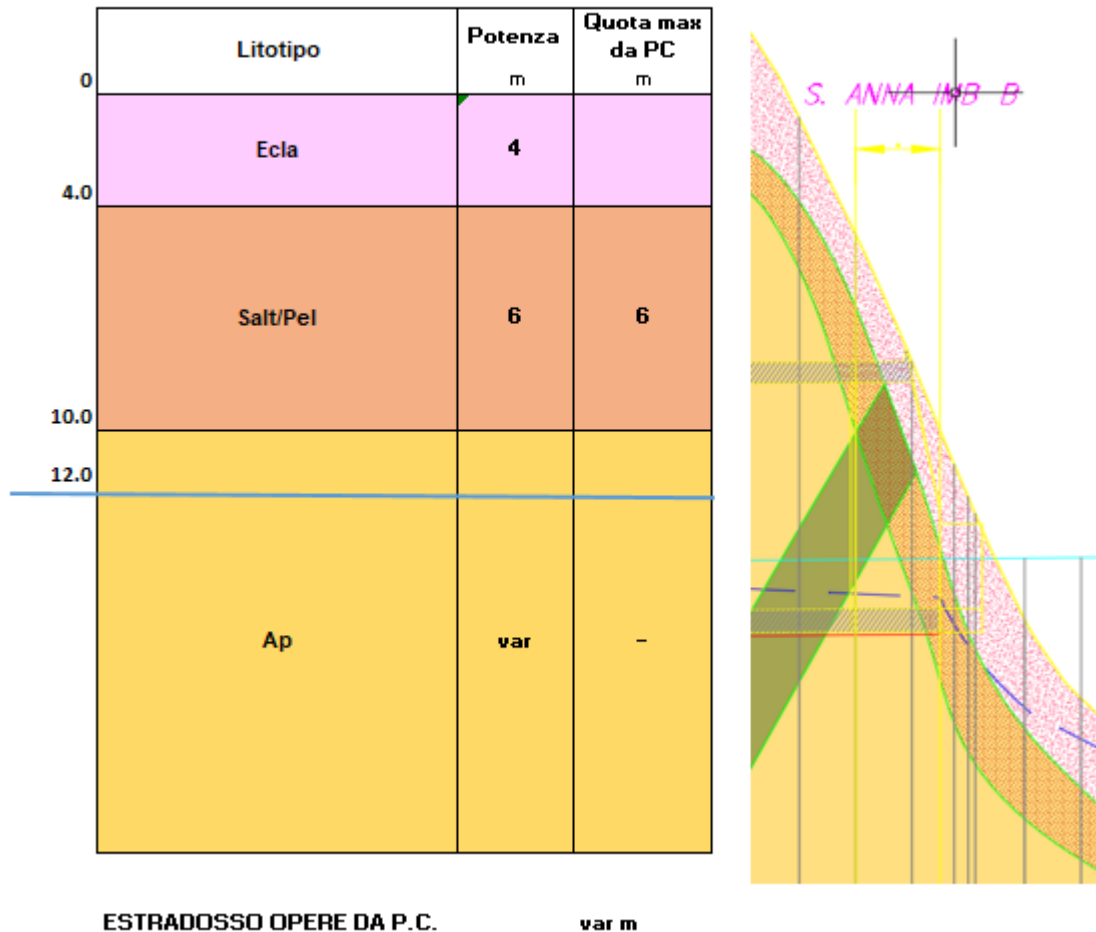 Litotipo
Potenza
m
Quota max
da PC
m
0
Ecla
4
4.0
Salt/Pel
6
6
10.0
12.0
Ap
var
-
ESTRADOSSO OPERE DA P.C.
var m
S. ANNA IMB B